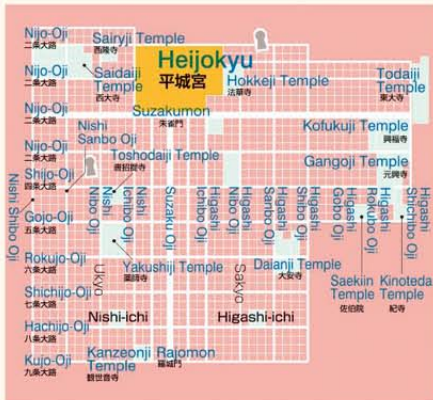 Nijo-Oji
二条大路
Sairyji Temple
西隆寺
Heijokyu
平城宮
Nijo-Oji
二条大路
Saidaiji
Temple
西大寺
Hokkeji Temple
法華寺
Todaiji
Temple
東大寺
Nijo-Oji
二条大路
Suzakumon
朱雀門
Nijo-Oji
二条大路
Nishi
Sanbo Oji
Kofukuji Temple
興福寺
Toshodaiji Temple
唐招提寺
Gangoji Temple
元興寺
Shijo-Oji
四条大路
Nishi Shibo Oji
Nishi
Nibo Oji
Nishi
Ichibo Oji
Suzaku Oji
Higashi
Ichibo Oji
Higashi
Nibo Oji
Higashi
Sanbo Oji
Higashi
Shibo Oji
Higashi
Gobo Oji
Higashi
Rokubo Oji
Higashi
Shichibo Oji
Gojo-Oji
五条大路
Rokujo-Oji
六条大路
Yakushiji Temple
薬師寺
Daianji Temple
大安寺
Ukyo
Sakyo
Saekiin
Temple
佐伯院
Kinoteda
Temple
紀寺
Shichijo-Oji
七条大路
Nishi-ichi
Higashi-ichi
Hachijo-Oji
八条大路
Kujo-Oji
九条大路
Kanzeonji
Temple
観世音寺
Rajomon
羅城門